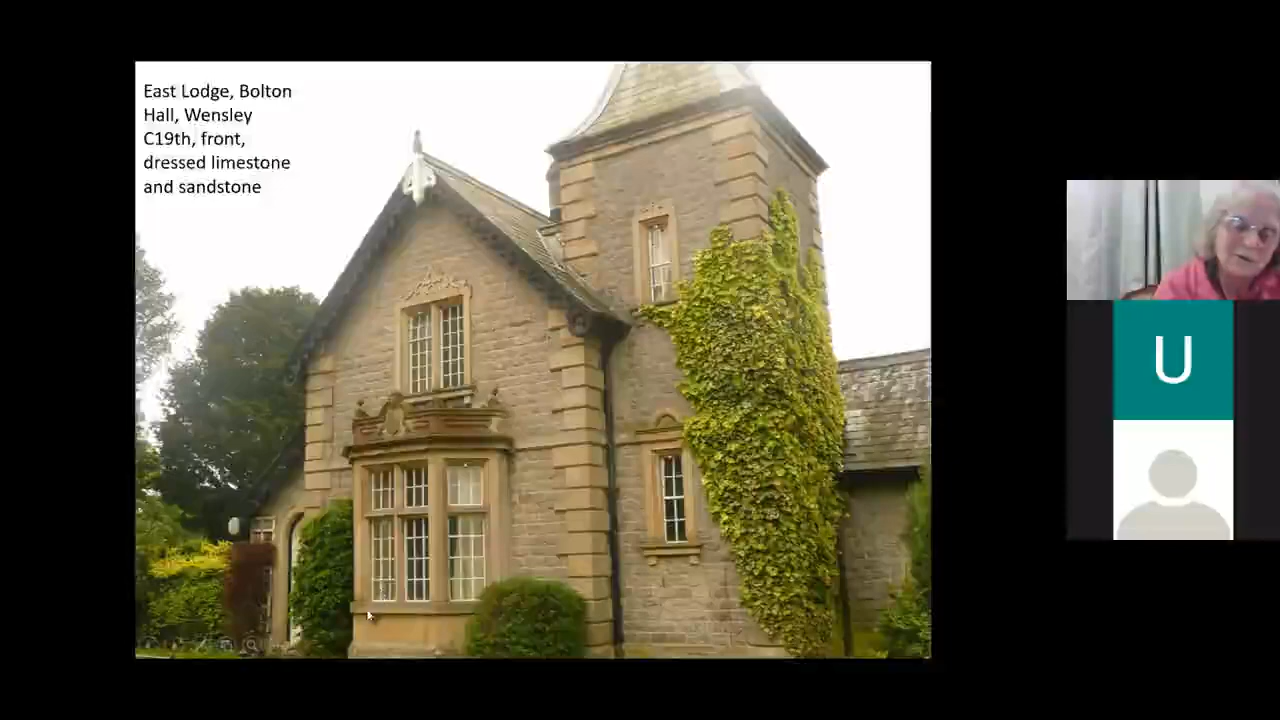 East Lodge, Bolton
Hall, Wensley
C19th, front,
dressed limestone
and sandstone
U